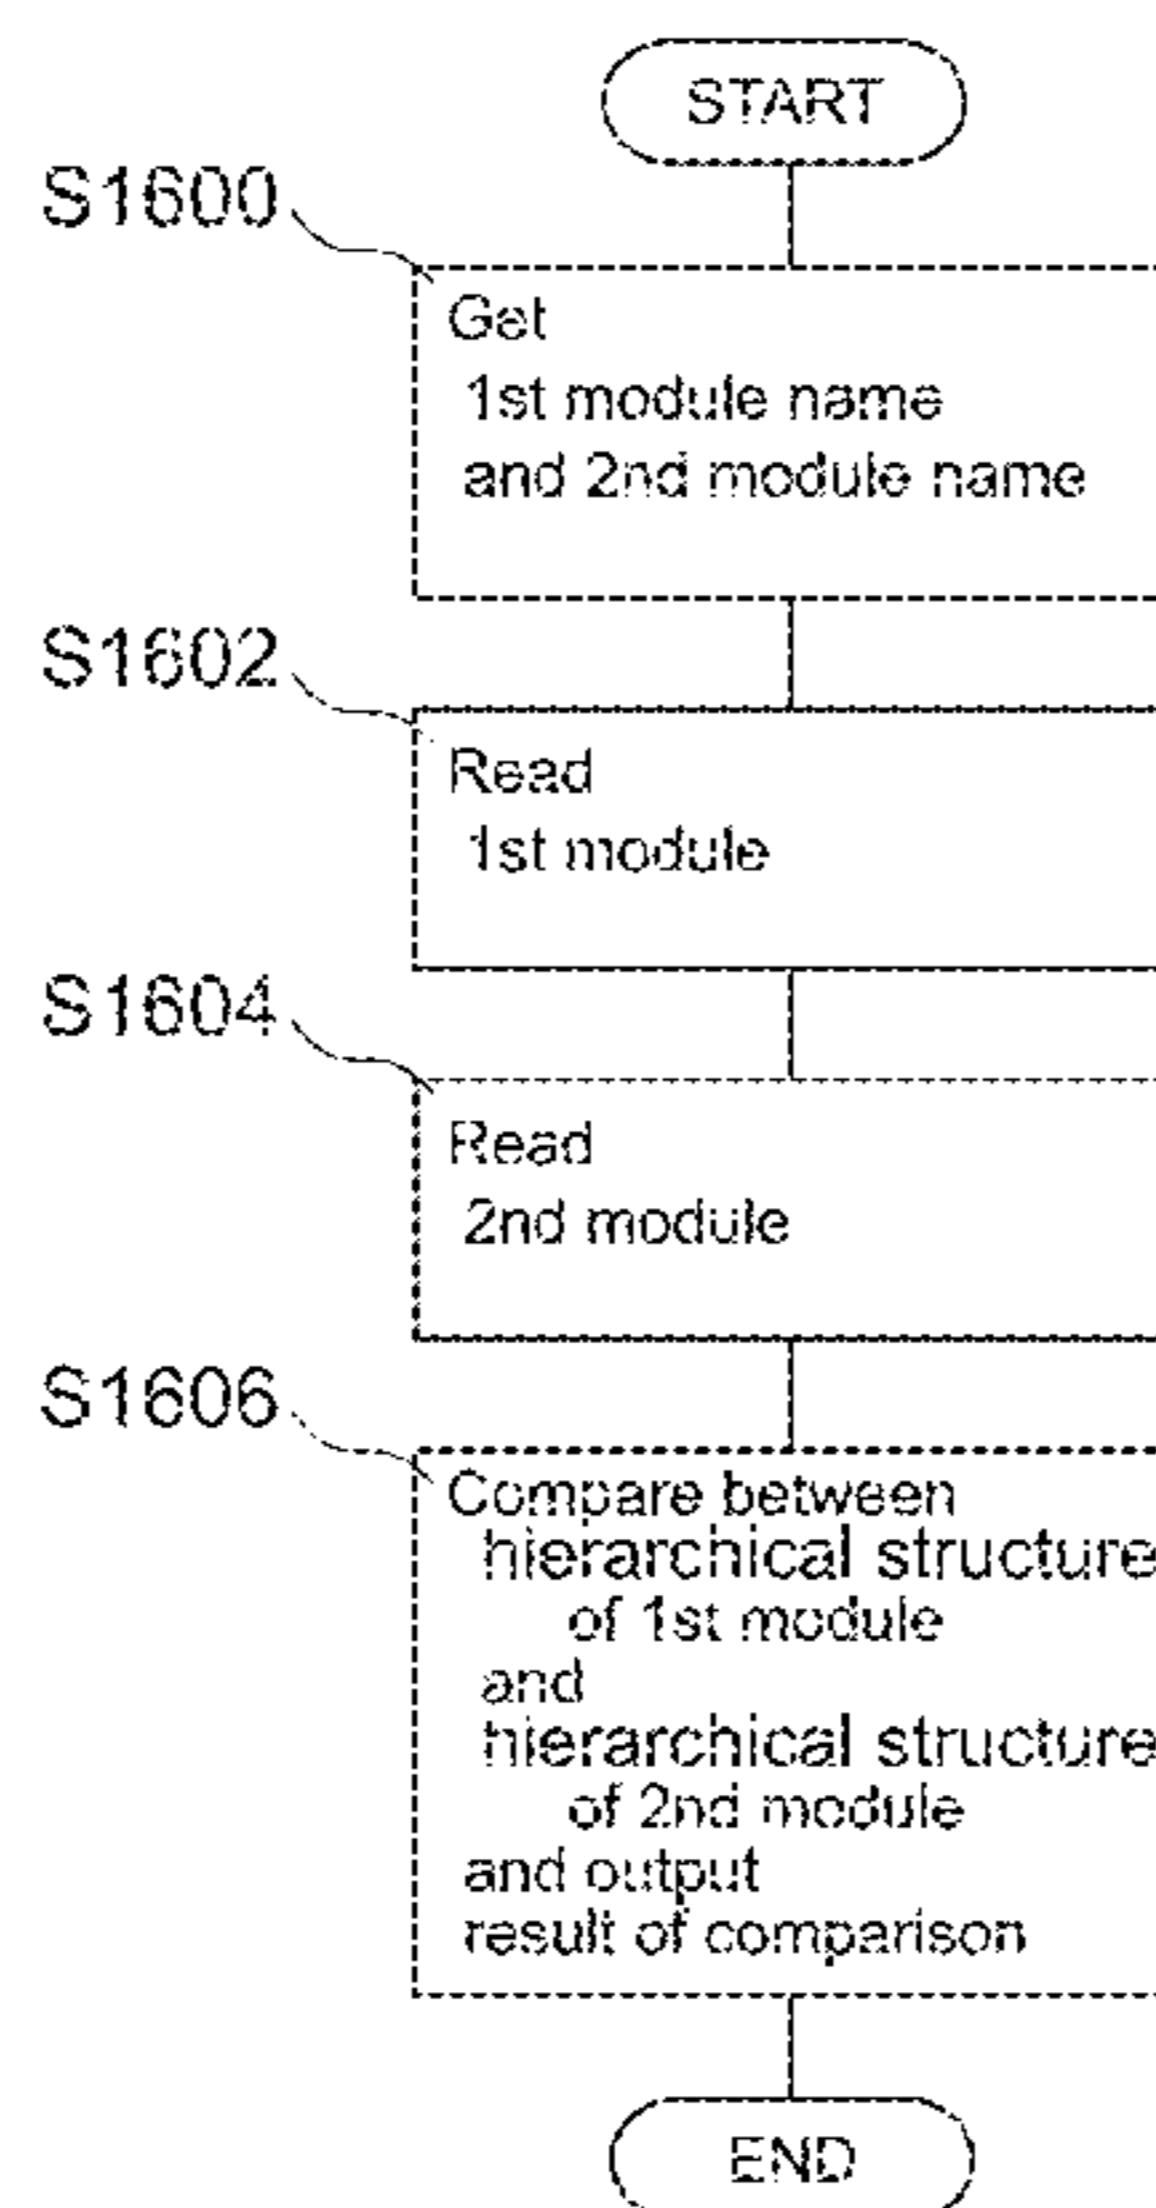 START
S1600
Get
1st module name
and 2nd module name
S1602
Read
1st module
S1604
Read
2nd module
S1606
Compare between
hierarchical structure
of 1st module
and
hierarchical structure
of 2nd module
and output
result of comparison
END